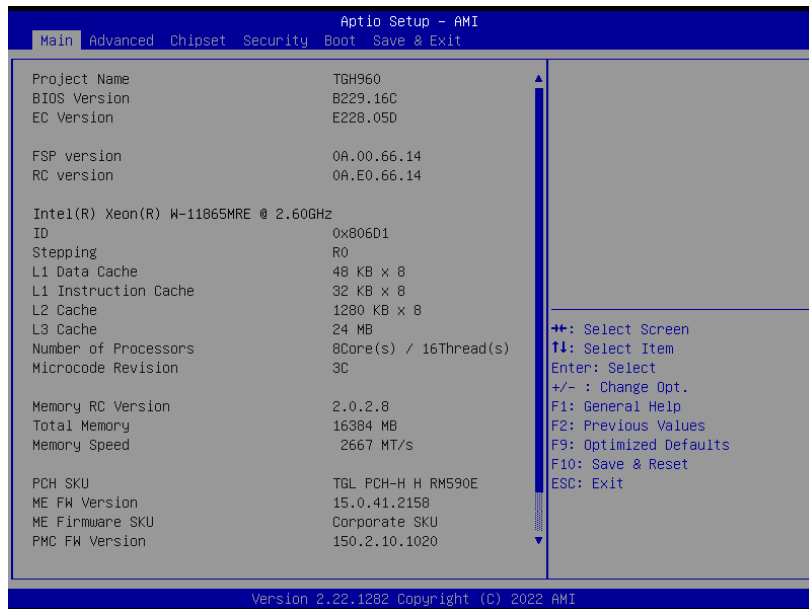 Aptio Setup - AMI
Main Advanced Chipset Security Boot Save & Exit
Project Name TGH960
BIOS Version B229.16C
EC Version E228.05D
FSP version 0A.00.66.14
RC version 0A.E0.66.14
Intel(R) Xeon(R) W-11865MRE @ 2.60GHz
ID 0x806D1
Stepping R0
L1 Data Cache 48 KB x 8
L1 Instruction Cache 32 KB x 8
L2 Cache 1280 KB x 8
L3 Cache 24 MB
Number of Processors 8Core(s) / 16Thread(s)
Microcode Revision 3C
Memory RC Version 2.0.2.8
Total Memory 16384 MB
Memory Speed 2667 MT/s
PCH SKU TGL PCH-H H RM590E
ME FW Version 15.0.41.2158
ME Firmware SKU Corporate SKU
PMC FW Version 150.2.10.1020
→←: Select Screen
↑↓: Select Item
Enter: Select
+/- : Change Opt.
F1: General Help
F2: Previous Values
F9: Optimized Defaults
F10: Save & Reset
ESC: Exit
Version 2.22.1282 Copyright (C) 2022 AMI